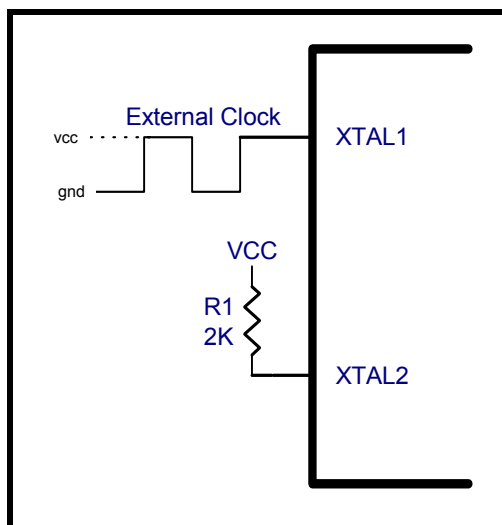 External Clock
vcc
XTAL1
gnd
VCC
R1
2K
XTAL2